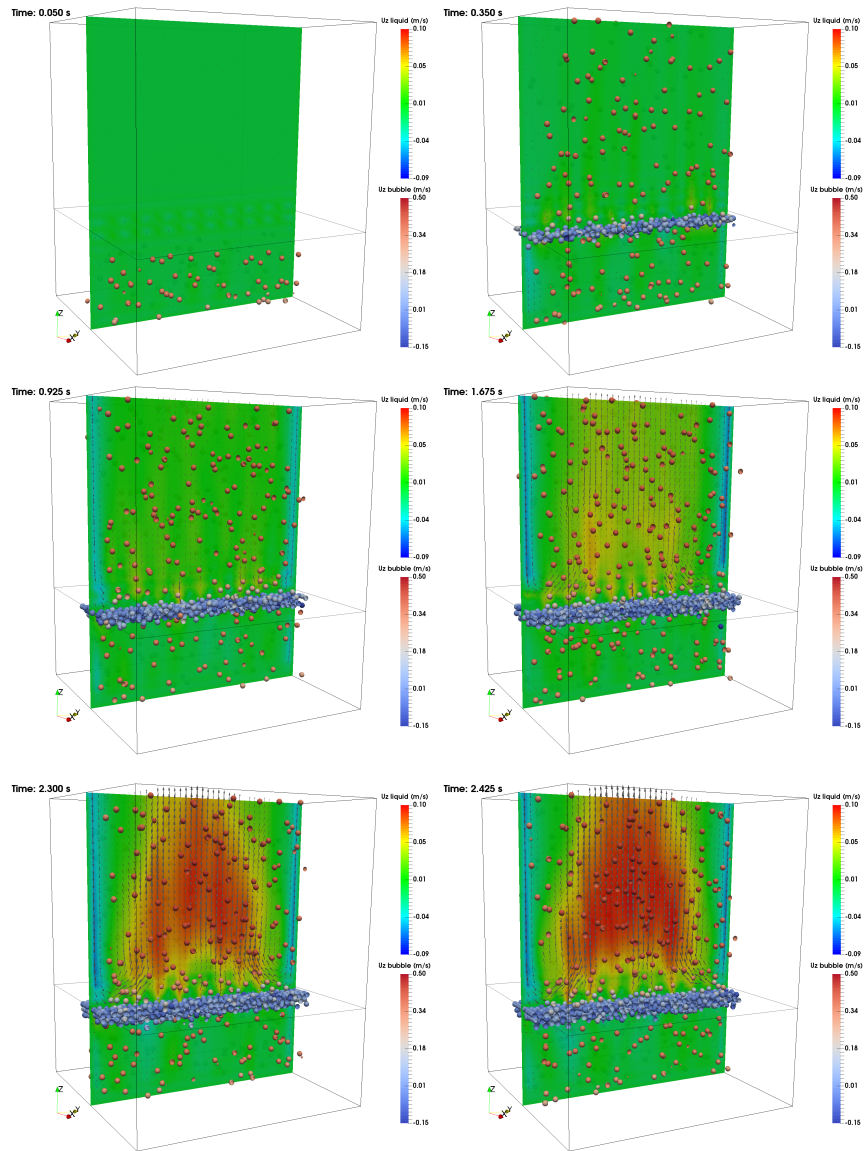 Time: 0.050 s
Uz liquid (m/s)
0.10
0.05
0.01
-0.04
-0.09
Uz bubble (m/s)
0.50
0.34
0.18
0.01
-0.15
Z
X Y
Time: 0.350 s
Uz liquid (m/s)
0.10
0.05
0.01
-0.04
-0.09
Uz bubble (m/s)
0.50
0.34
0.18
0.01
-0.15
Z
X Y
Time: 0.925 s
Uz liquid (m/s)
0.10
0.05
0.01
-0.04
-0.09
Uz bubble (m/s)
0.50
0.34
0.18
0.01
-0.15
Z
X Y
Time: 1.675 s
Uz liquid (m/s)
0.10
0.05
0.01
-0.04
-0.09
Uz bubble (m/s)
0.50
0.34
0.18
0.01
-0.15
Z
X Y
Time: 2.300 s
Uz liquid (m/s)
0.10
0.05
0.01
-0.04
-0.09
Uz bubble (m/s)
0.50
0.34
0.18
0.01
-0.15
Z
X Y
Time: 2.425 s
Uz liquid (m/s)
0.10
0.05
0.01
-0.04
-0.09
Uz bubble (m/s)
0.50
0.34
0.18
0.01
-0.15
Z
X Y